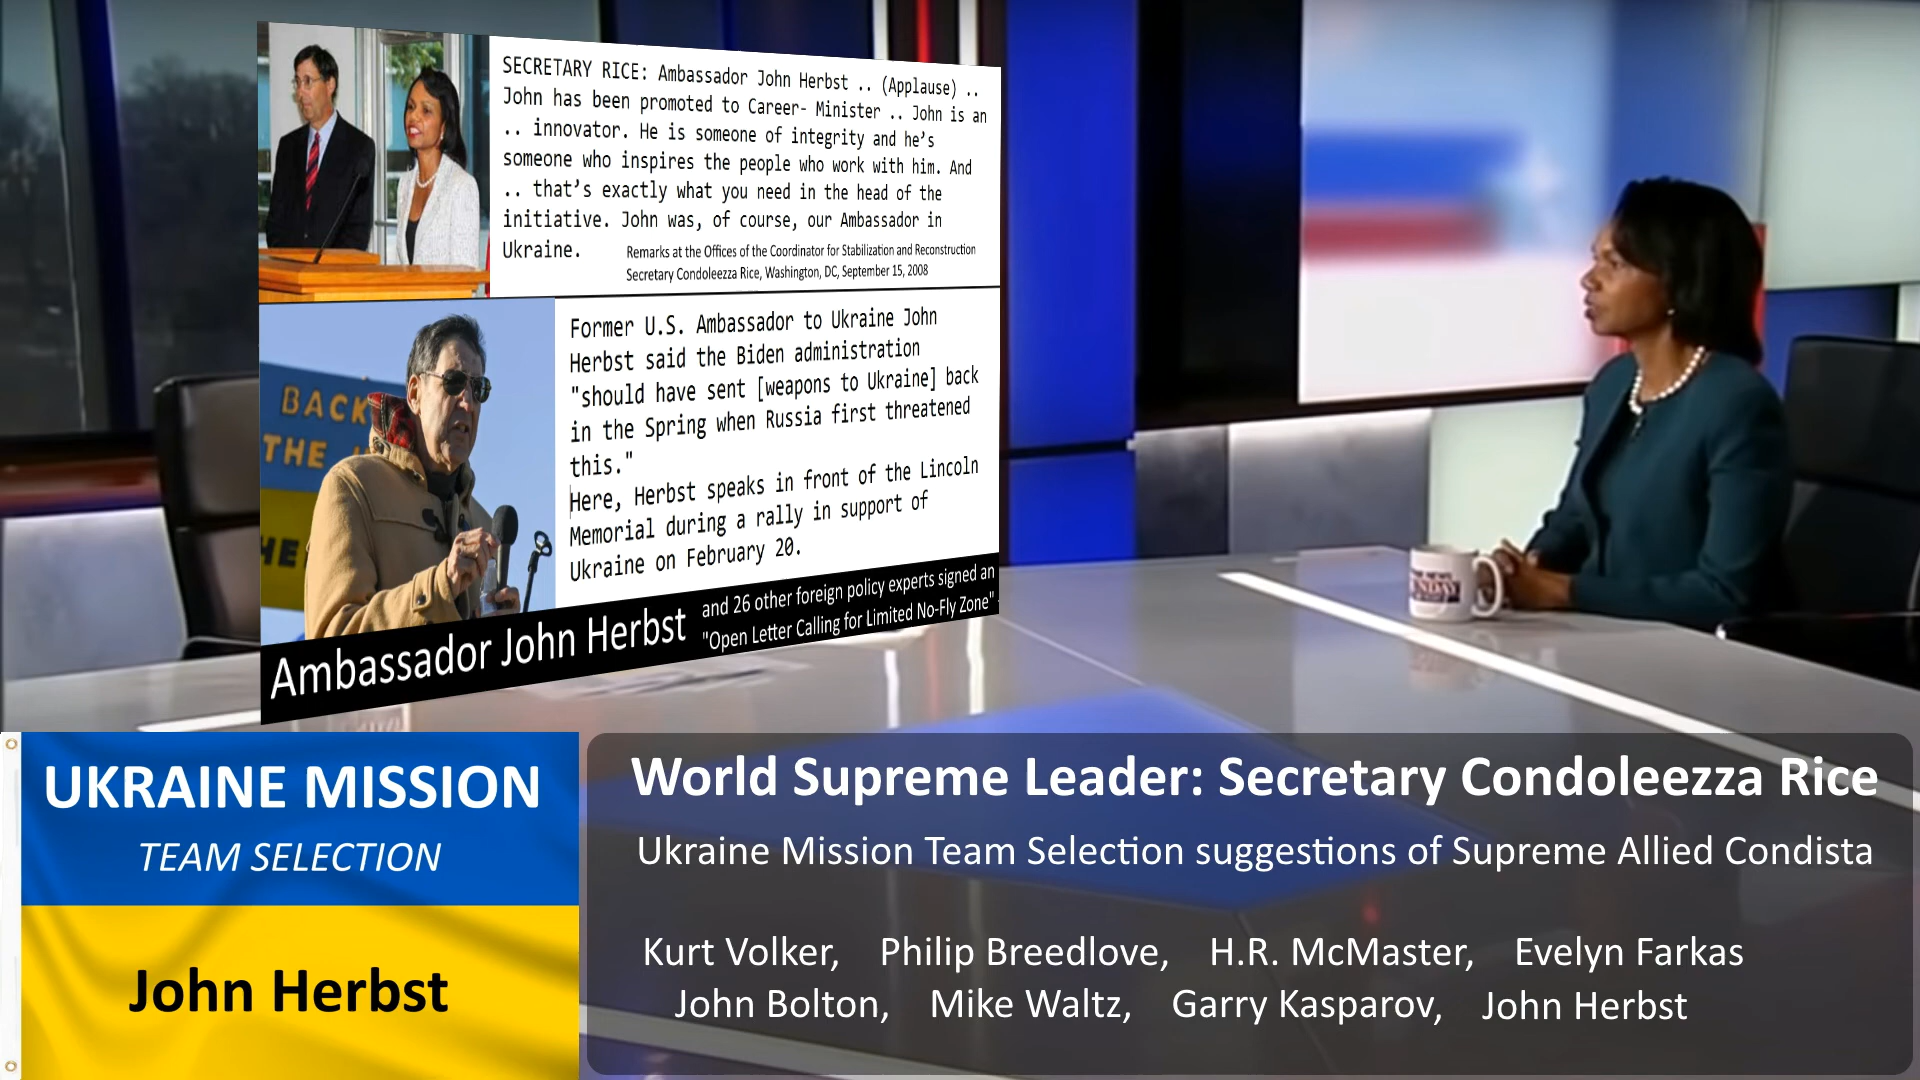 SECRETARY RICE: Ambassador John Herbst .. (Applause) ..
John has been promoted to Career- Minister .. John is an
.. innovator. He is someone of integrity and he's
someone who inspires the people who work with him. And
.. that's exactly what you need in the head of the
initiative. John was, of course, our Ambassador in
Ukraine.
Remarks at the Offices of the Coordinator for Stabilization and Reconstruction
Secretary Condoleezza Rice, Washington, DC, September 15, 2008
BACK
THE
HE
Former U.S. Ambassador to Ukraine John
Herbst said the Biden administration
"should have sent [weapons to Ukraine] back
in the Spring when Russia first threatened
this."
Here, Herbst speaks in front of the Lincoln
Memorial during a rally in support of
Ukraine on February 20.
Ambassador John Herbst
and 26 other foreign policy experts signed an
"Open Letter Calling for Limited No-Fly Zone"
UKRAINE MISSION
TEAM SELECTION
John Herbst
World Supreme Leader: Secretary Condoleezza Rice
Ukraine Mission Team Selection suggestions of Supreme Allied Condista
Kurt Volker, Philip Breedlove, H.R. McMaster, Evelyn Farkas
John Bolton, Mike Waltz, Garry Kasparov, John Herbst